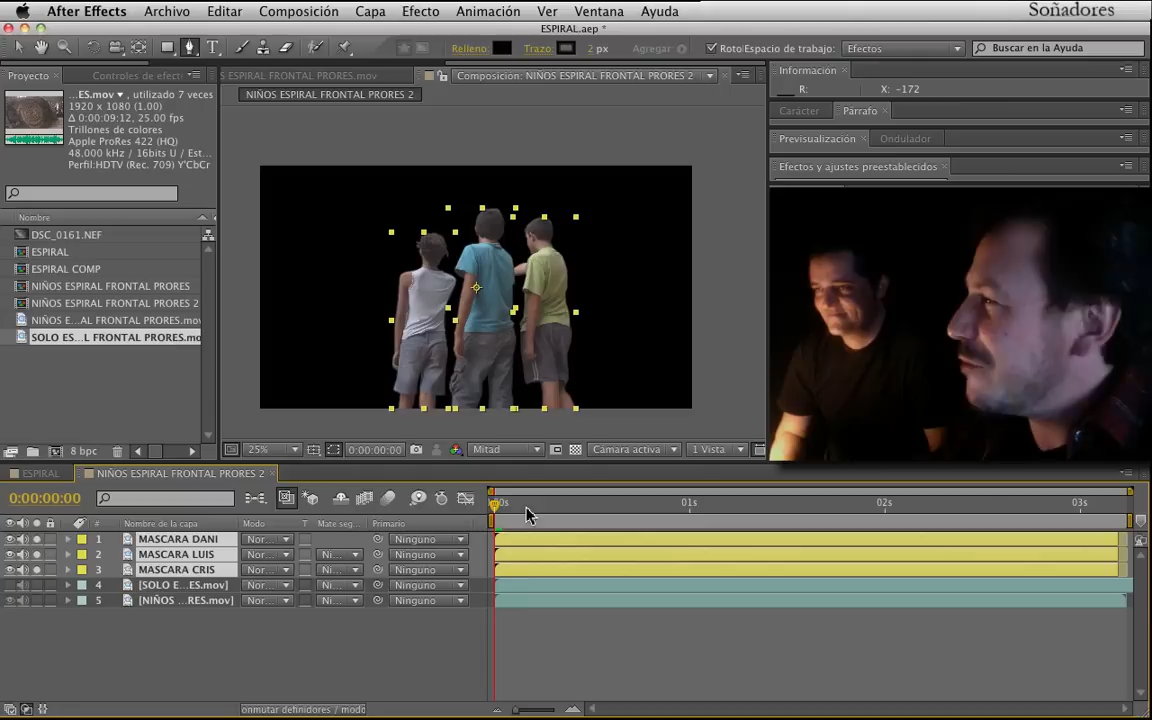 After Effects Archivo Editar Composición Capa Efecto Animación Ver Ventana Ayuda
Soñadores
ESPIRAL.aep *
Relleno: Trazo: 2 px Agregar: RotoEspacio de trabajo: Efectos Buscar en la Ayuda
Proyecto Controles de efect
ESPIRAL FRONTAL PRORES.mov Composición: NIÑOS ESPIRAL FRONTAL PRORES 2
NIÑOS ESPIRAL FRONTAL PRORES 2
Información
R: X: -172
Carácter Párrafo
Previsualización Ondulador
Efectos y ajustes preestablecidos
...ES.mov, utilizado 7 veces
1920 x 1080 (1.00)
Δ 0:00:09:12, 25.00 fps
Trillones de colores
Apple ProRes 422 (HQ)
48,000 kHz / 16bits U / Est...
Perfil:HDTV (Rec. 709) Y'CbCr
Nombre
DSC_0161.NEF
ESPIRAL
ESPIRAL COMP
NIÑOS ESPIRAL FRONTAL PRORES
NIÑOS ESPIRAL FRONTAL PRORES 2
NIÑOS E...AL FRONTAL PRORES.mov
SOLO ES...L FRONTAL PRORES.mo
8 bpc
25% 0:00:00:00 Mitad Cámara activa 1 Vista
ESPIRAL NIÑOS ESPIRAL FRONTAL PRORES 2
0:00:00:00
00s 01s 02s 03s
# Nombre de la capa Modo T Mate seg... Primario
1 MASCARA DANI Nor... Ninguno
2 MASCARA LUIS Nor... Ni... Ninguno
3 MASCARA CRIS Nor... Ni... Ninguno
4 [SOLO E...ES.mov] Nor... Ni... Ninguno
5 [NIÑOS ...RES.mov] Nor... Ni... Ninguno
onmutar definidores / modo